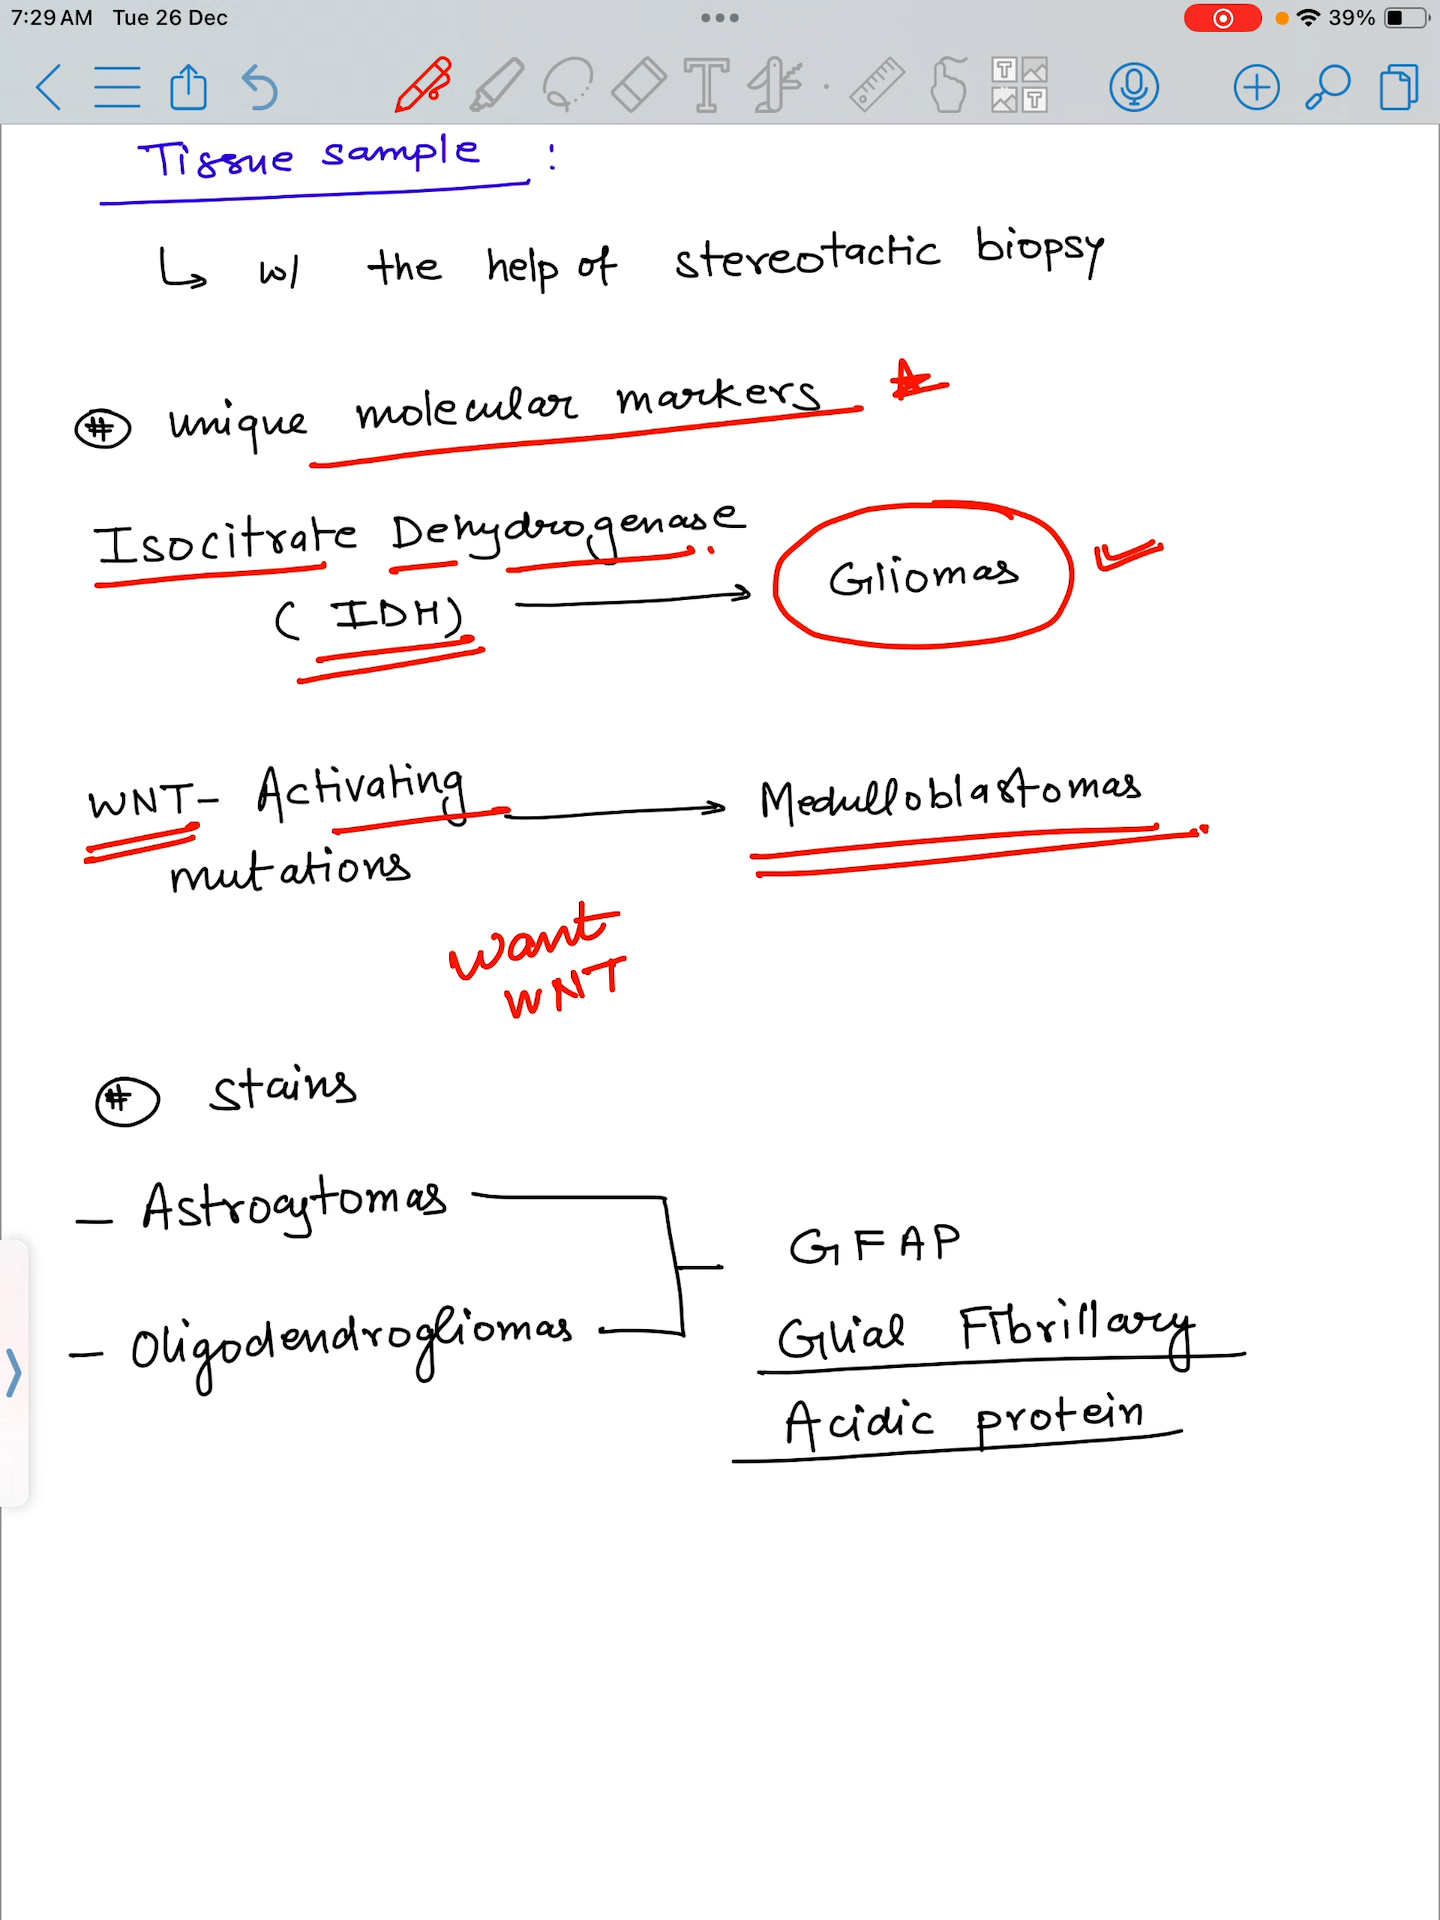 7:29 AM Tue 26 Dec
39%
Tissue sample :
w/ the help of stereotactic biopsy
# unique molecular markers
Isocitrate Dehydrogenase
(IDH) → Gliomas
WNT- Activating → Medulloblastomas
mutations
want
WNT
# stains
- Astrocytomas
GFAP
- Oligodendrogliomas
Glial Fibrillary
Acidic protein